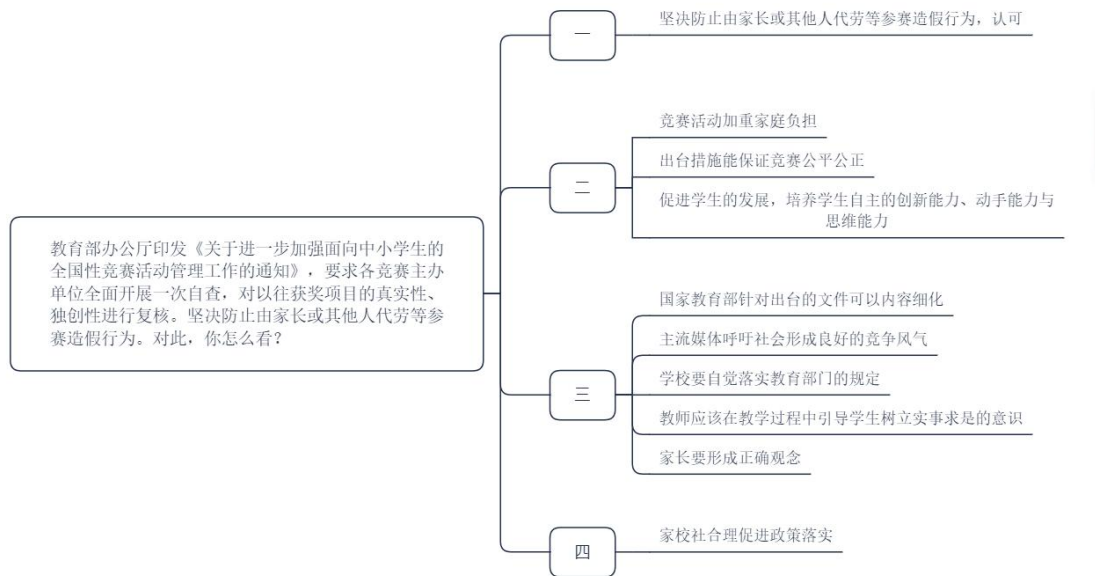 一
坚决防止由家长或其他人代劳等参赛造假行为，认可
竞赛活动加重家庭负担
二
出台措施能保证竞赛公平公正
促进学生的发展，培养学生自主的创新能力、动手能力与
思维能力
教育部办公厅印发《关于进一步加强面向中小学生的
全国性竞赛活动管理工作的通知》，要求各竞赛主办
单位全面开展一次自查，对以往获奖项目的真实性、
独创性进行复核。坚决防止由家长或其他人代劳等参
赛造假行为。对此，你怎么看？
国家教育部针对出台的文件可以内容细化
主流媒体呼吁社会形成良好的竞争风气
三
学校要自觉落实教育部门的规定
教师应该在教学过程中引导学生树立实事求是的意识
家长要形成正确观念
四
家校社合理促进政策落实